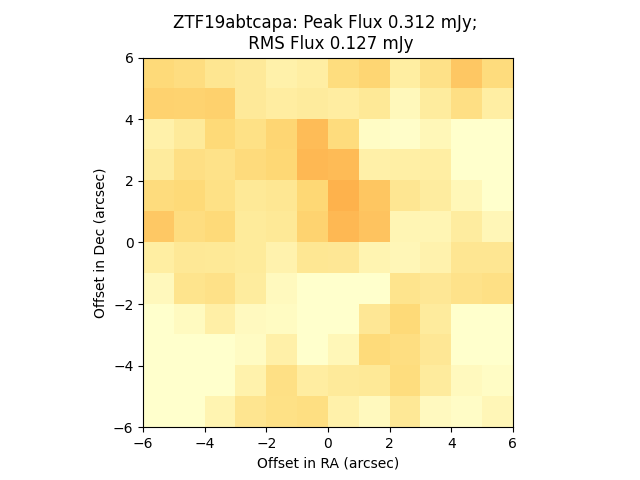 ZTF19abtcapa: Peak Flux 0.312 mJy;
RMS Flux 0.127 mJy
6
4
2
0
−2
−4
−6
Offset in Dec (arcsec)
−6 −4 −2 0 2 4 6
Offset in RA (arcsec)